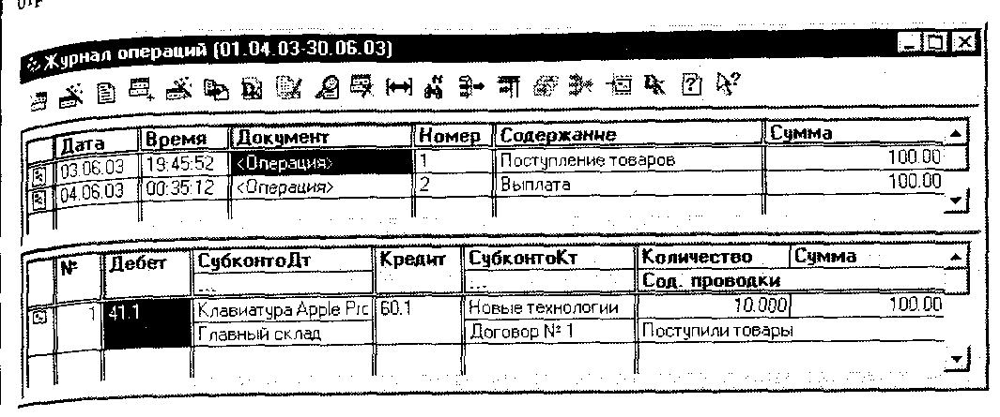 Журнал операций (01.04.03-30.06.03)
Дата Время Документ Номер Содержание Сумма
03.06.03 19:45:52 <Операция> 1 Поступление товаров 100.00
04.06.03 00:35:12 <Операция> 2 Выплата 100.00
№ Дебет СубконтоДт Кредит СубконтоКт Количество Сумма
... ... Сод. проводки
1 41.1 Клавиатура Apple Prc 60.1 Новые технологии 10.000 100.00
Главный склад Договор № 1 Поступили товары